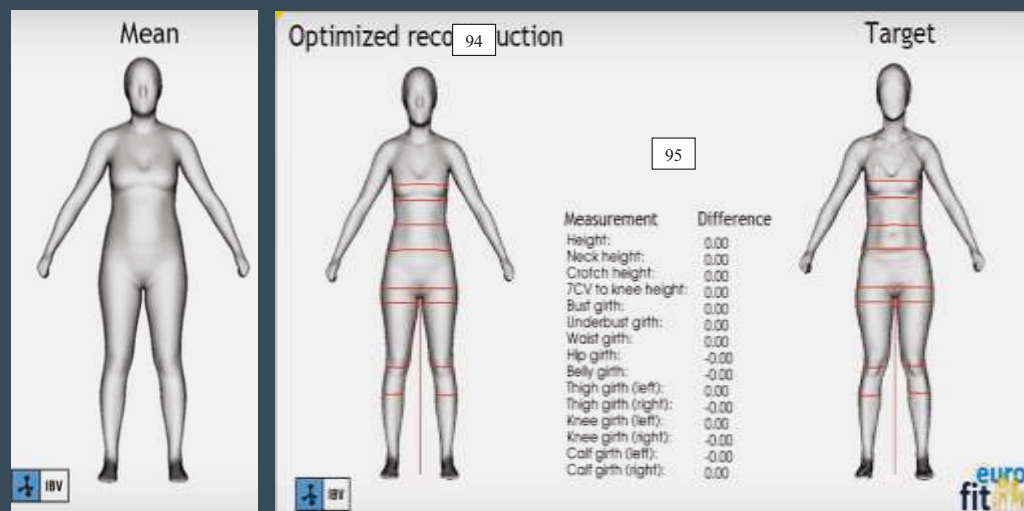 Mean
Optimized reco
94
uction
Target
95
Measurement Difference
Height: 0.00
Neck height: 0.00
Crotch height: 0.00
7CV to knee height: 0.00
Bust girth: 0.00
Underbust girth: 0.00
Waist girth: 0.00
Hip girth: -0.00
Belly girth: -0.00
Thigh girth (left): 0.00
Thigh girth (right): -0.00
Knee girth (left): 0.00
Knee girth (right): -0.00
Calf girth (left): -0.00
Calf girth (right): 0.00
IBV
IBV
euro
fit